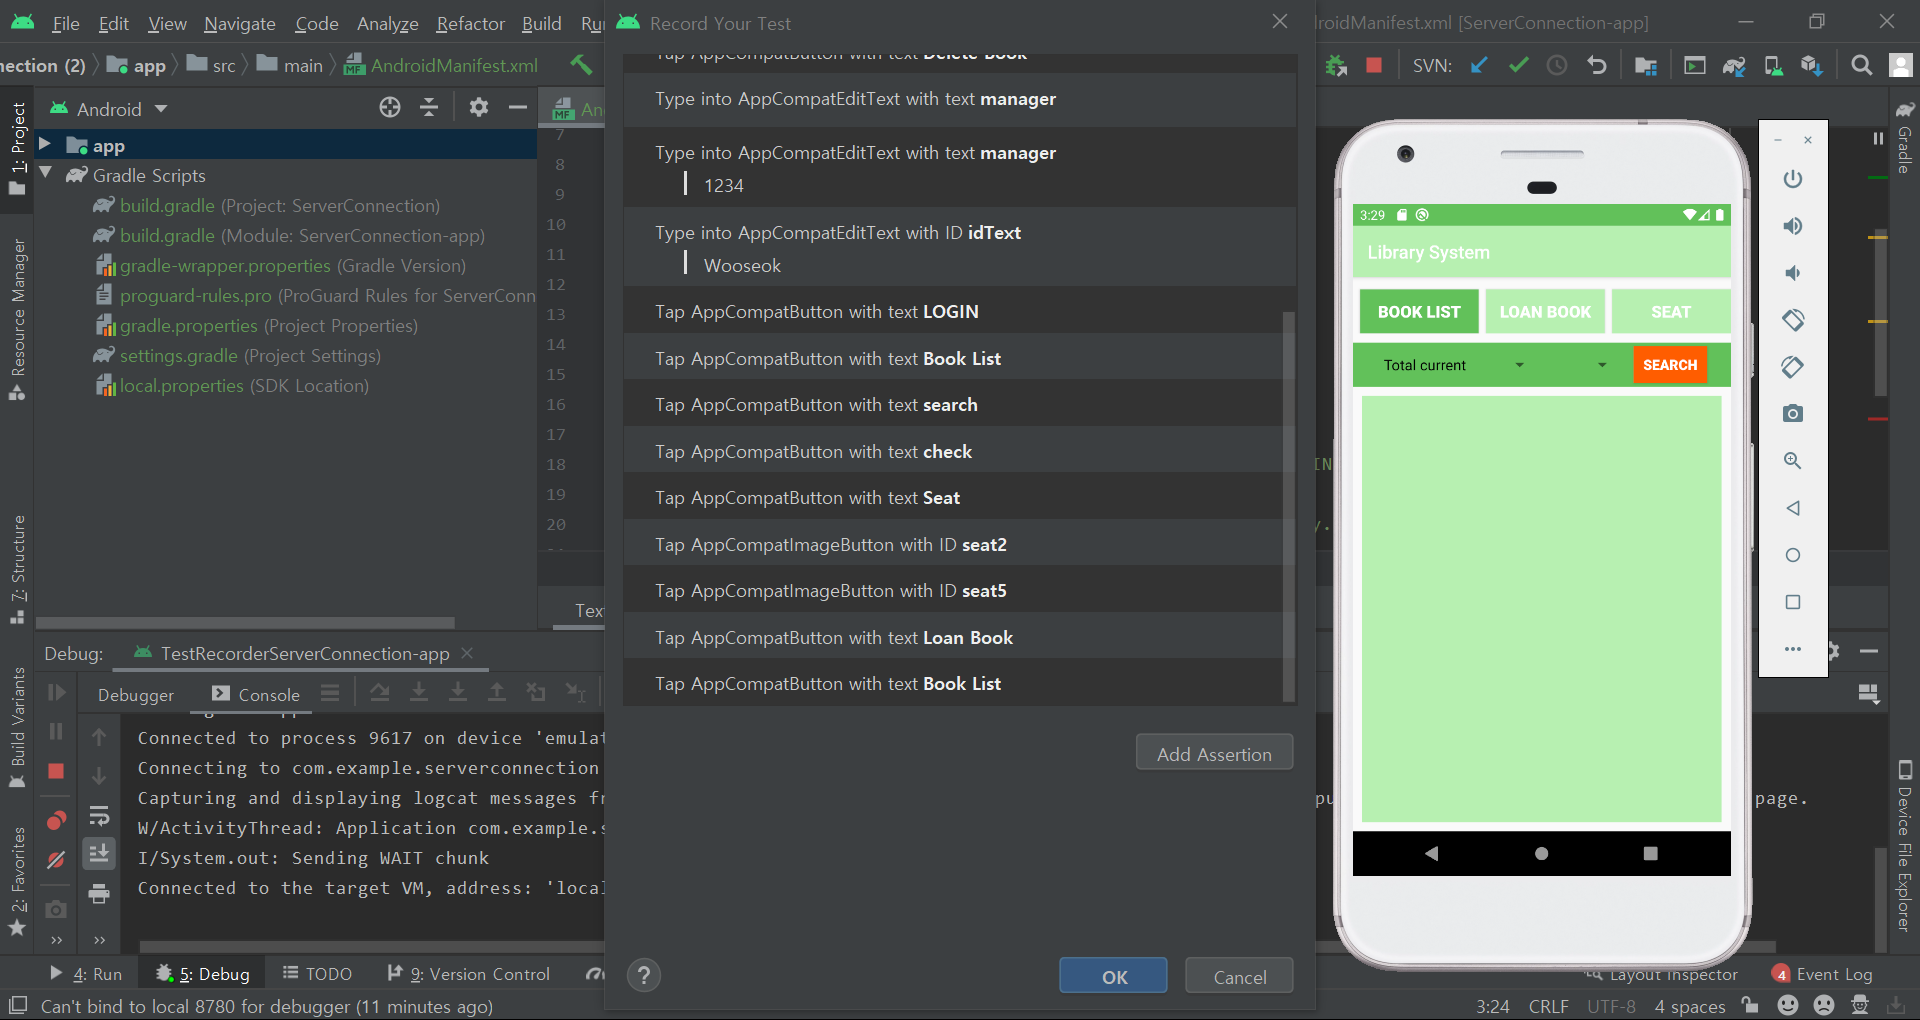 File Edit View Navigate Code Analyze Refactor Build
Record Your Test
roidManifest.xml [ServerConnection-app]
nection (2) app src main AndroidManifest.xml
SVN:
Android
1: Project
Resource Manager
7: Structure
Build Variants
2: Favorites
app
Gradle Scripts
build.gradle (Project: ServerConnection)
build.gradle (Module: ServerConnection-app)
gradle-wrapper.properties (Gradle Version)
proguard-rules.pro (ProGuard Rules for ServerConn
gradle.properties (Project Properties)
settings.gradle (Project Settings)
local.properties (SDK Location)
MF An
7
8
9
10
11
12
13
14
15
16
17
18
19
20
Tex
Tap AppCompatButton with text Delete Book
Type into AppCompatEditText with text manager
Type into AppCompatEditText with text manager
1234
Type into AppCompatEditText with ID idText
Wooseok
Tap AppCompatButton with text LOGIN
Tap AppCompatButton with text Book List
Tap AppCompatButton with text search
Tap AppCompatButton with text check
Tap AppCompatButton with text Seat
Tap AppCompatImageButton with ID seat2
Tap AppCompatImageButton with ID seat5
Tap AppCompatButton with text Loan Book
Tap AppCompatButton with text Book List
Add Assertion
? OK Cancel
IN
y.
3:29
Library System
BOOK LIST LOAN BOOK SEAT
Total current SEARCH
Gradle
Device File Explorer
Debug: TestRecorderServerConnection-app
Debugger Console
Connected to process 9617 on device 'emulat
Connecting to com.example.serverconnection
Capturing and displaying logcat messages fr
pu
page.
W/ActivityThread: Application com.example.s
I/System.out: Sending WAIT chunk
Connected to the target VM, address: 'local
4: Run 5: Debug TODO 9: Version Control
Layout Inspector 4 Event Log
Can't bind to local 8780 for debugger (11 minutes ago)
3:24 CRLF UTF-8 4 spaces